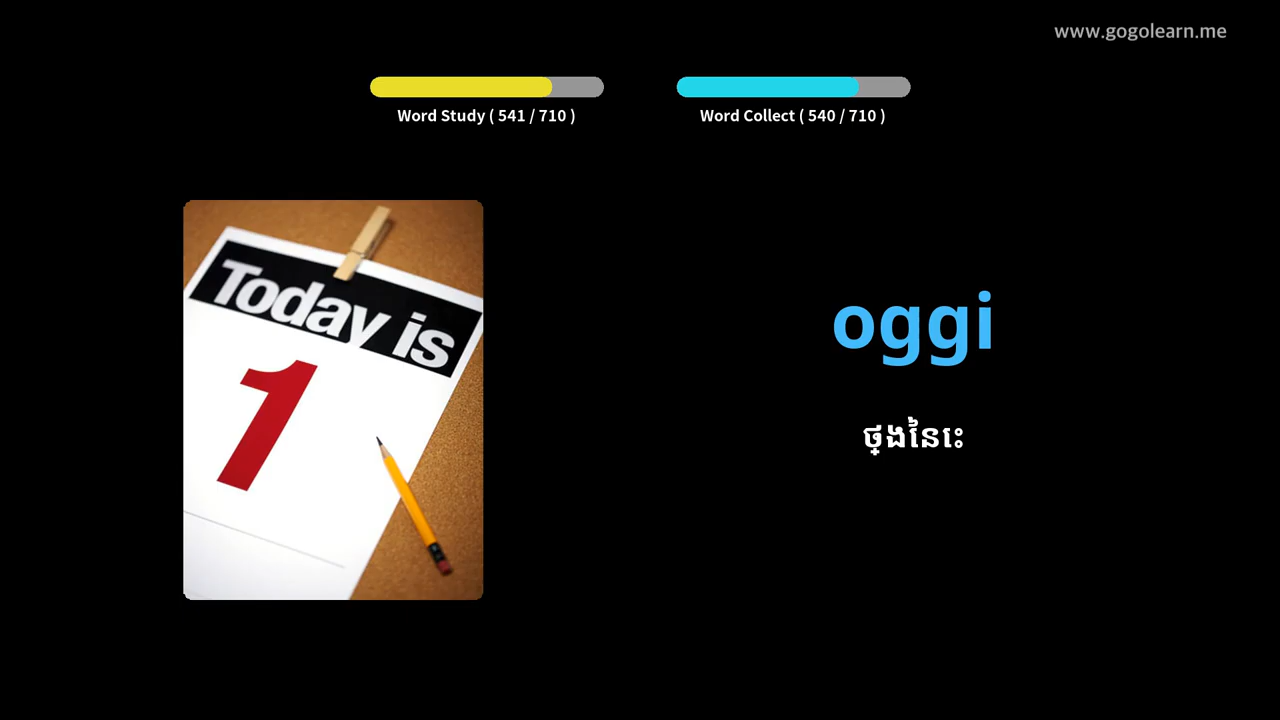 www.gogolearn.me
Word Study ( 541 / 710 )
Word Collect ( 540 / 710 )
Today is
1
oggi
ថ្ងៃនេះ